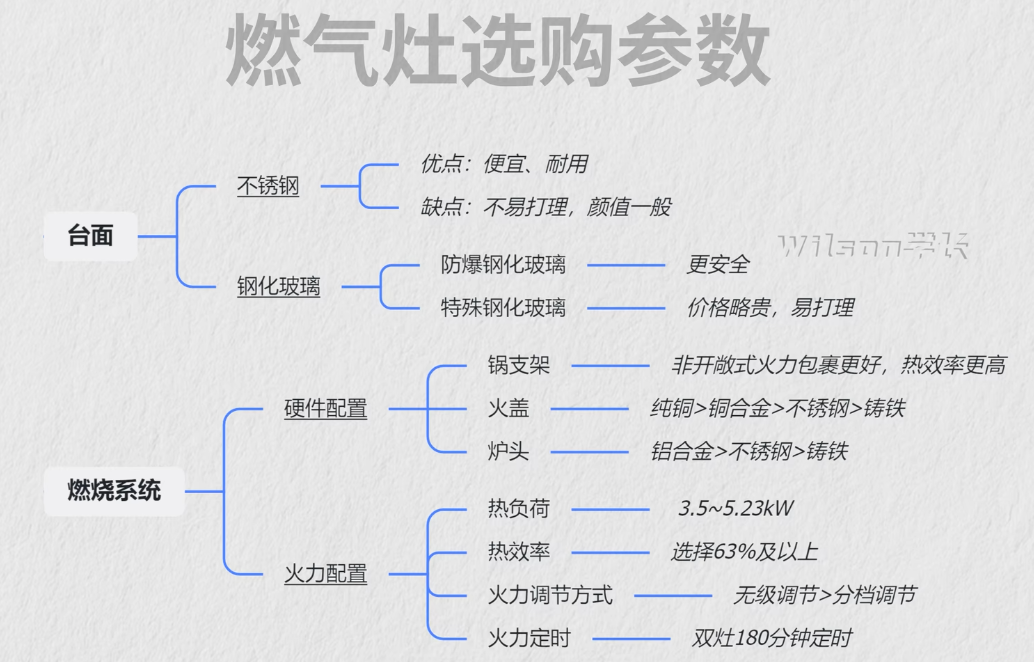 燃气灶选购参数
台面
不锈钢
优点：便宜、耐用
缺点：不易打理，颜值一般
钢化玻璃
防爆钢化玻璃
更安全
特殊钢化玻璃
价格略贵，易打理
Wilson学长
燃烧系统
硬件配置
锅支架
非开敞式火力包裹更好，热效率更高
火盖
纯铜>铜合金>不锈钢>铸铁
炉头
铝合金>不锈钢>铸铁
火力配置
热负荷
3.5~5.23kW
热效率
选择63%及以上
火力调节方式
无级调节>分档调节
火力定时
双灶180分钟定时